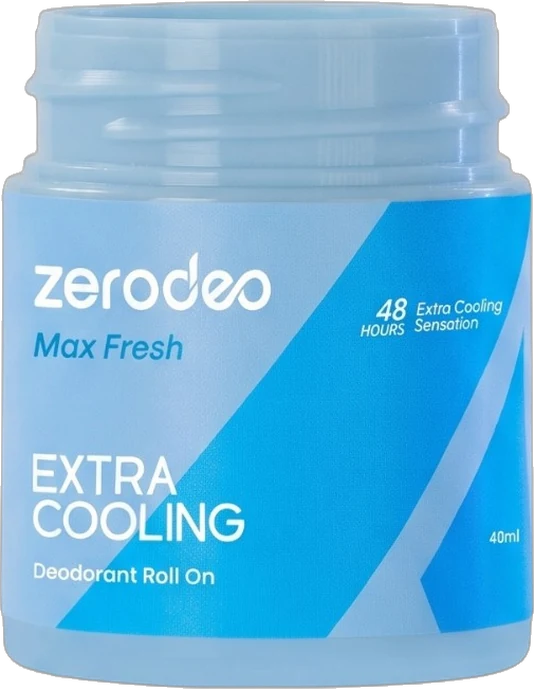 zerodeo
Max Fresh
48 HOURS
Extra Cooling
Sensation
EXTRA
COOLING
Deodorant Roll On
40ml